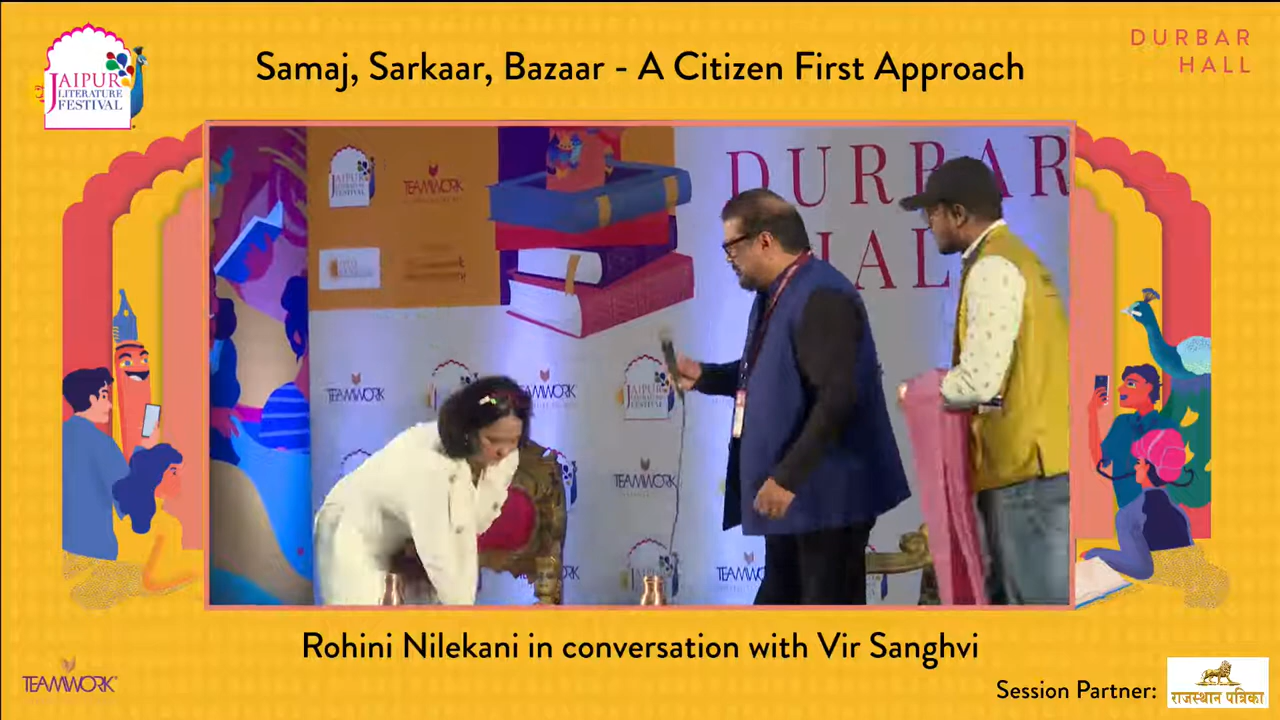 JAIPUR
LITERATURE
FESTIVAL
Samaj, Sarkaar, Bazaar - A Citizen First Approach
DURBAR
HALL
JAIPUR
LITERATURE
FESTIVAL
TEAMWORK
DURBAR
HAL
TEAMWORK
TEAMWORK
JAIPUR
LITERATURE
FESTIVAL
TEAMWORK
TEAMW
Rohini Nilekani in conversation with Vir Sanghvi
TEAMWORK
Session Partner:
राजस्थान पत्रिका